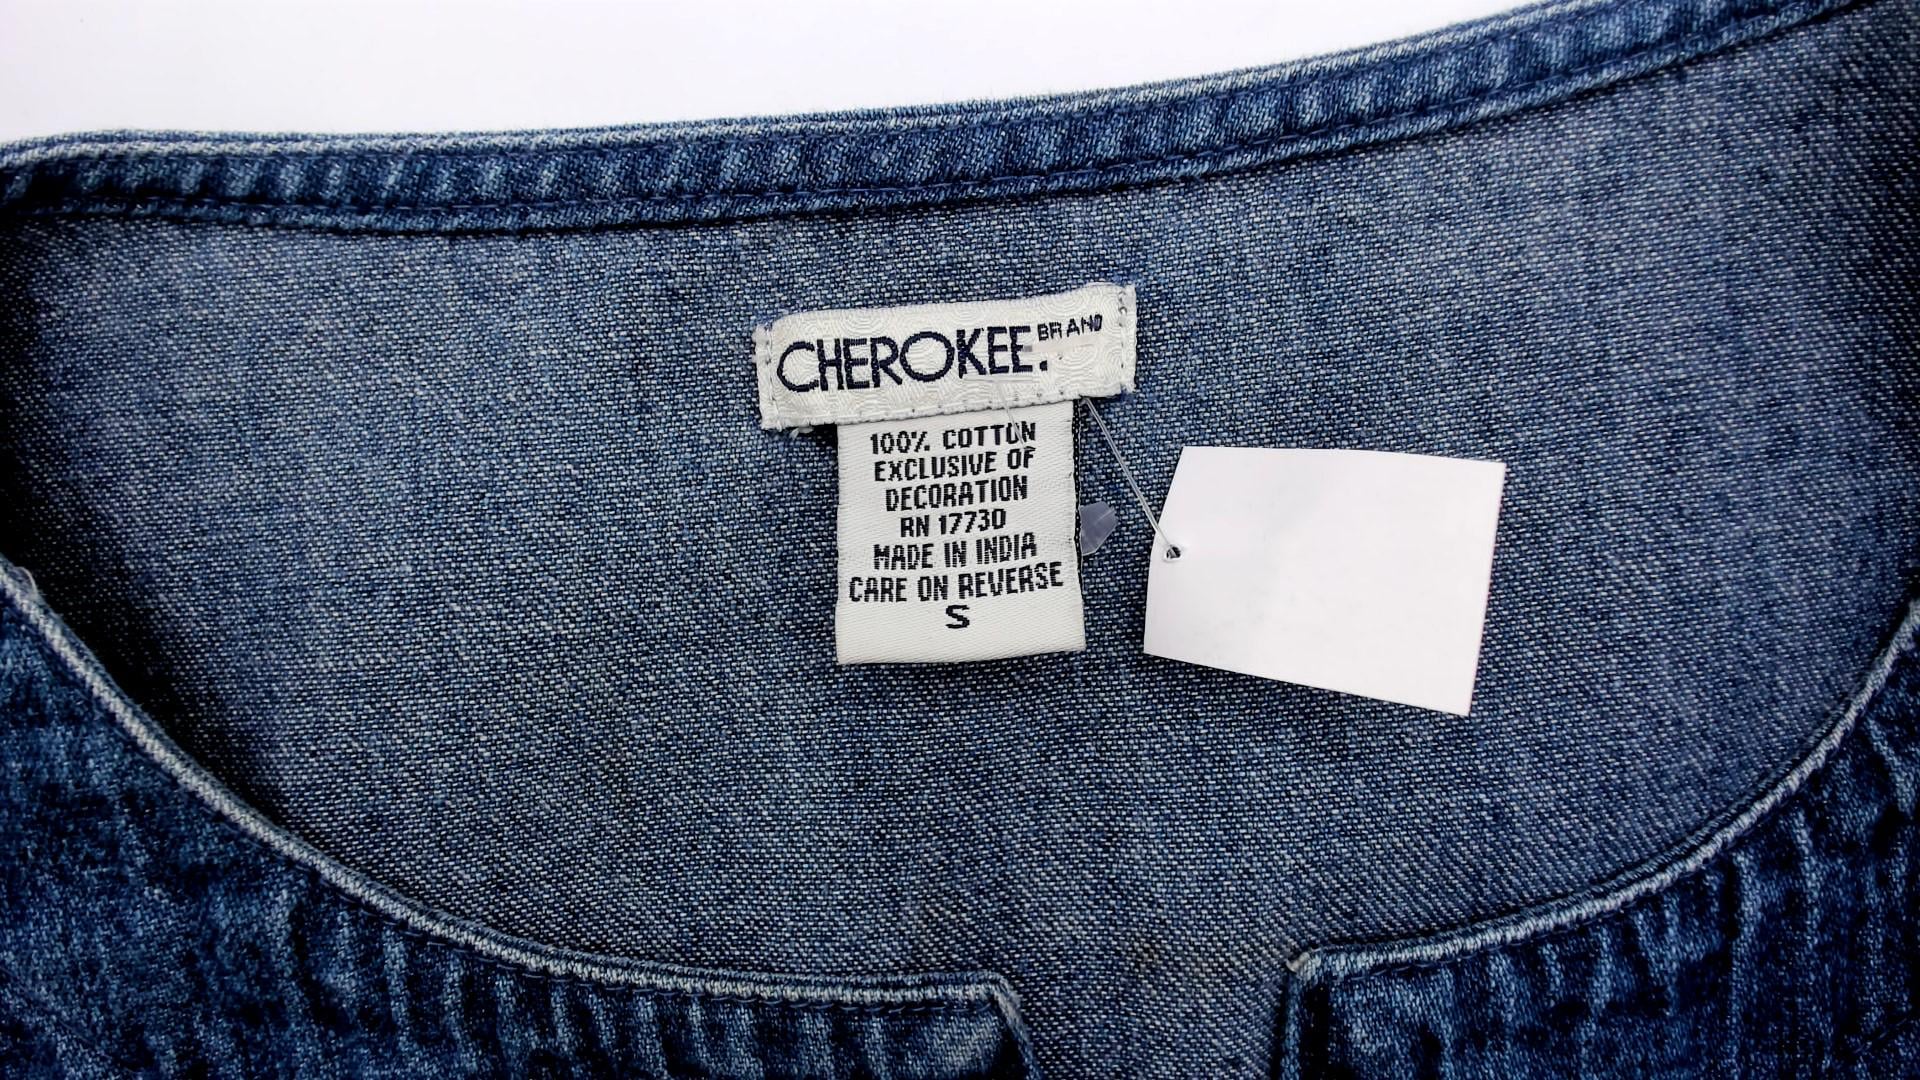 CHEROKEE. BRAND
100% COTTON
EXCLUSIVE OF
DECORATION
RN 17730
MADE IN INDIA
CARE ON REVERSE
S